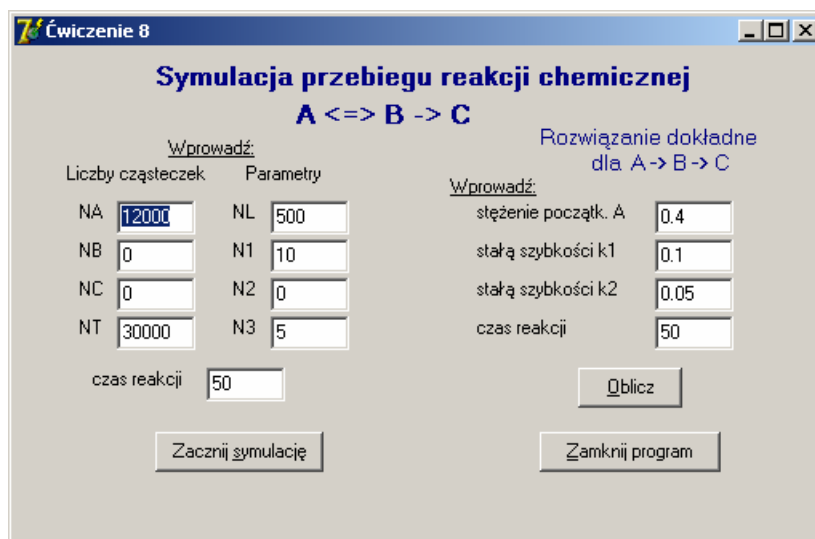 Ćwiczenie 8
Symulacja przebiegu reakcji chemicznej
A <=> B -> C
Wprowadź:
Liczby cząsteczek Parametry
NA 12000 NL 500
NB 0 N1 10
NC 0 N2 0
NT 30000 N3 5
czas reakcji 50
Zacznij symulację
Rozwiązanie dokładne
dla A -> B -> C
Wprowadź:
stężenie początk. A 0.4
stałą szybkości k1 0.1
stałą szybkości k2 0.05
czas reakcji 50
Oblicz
Zamknij program